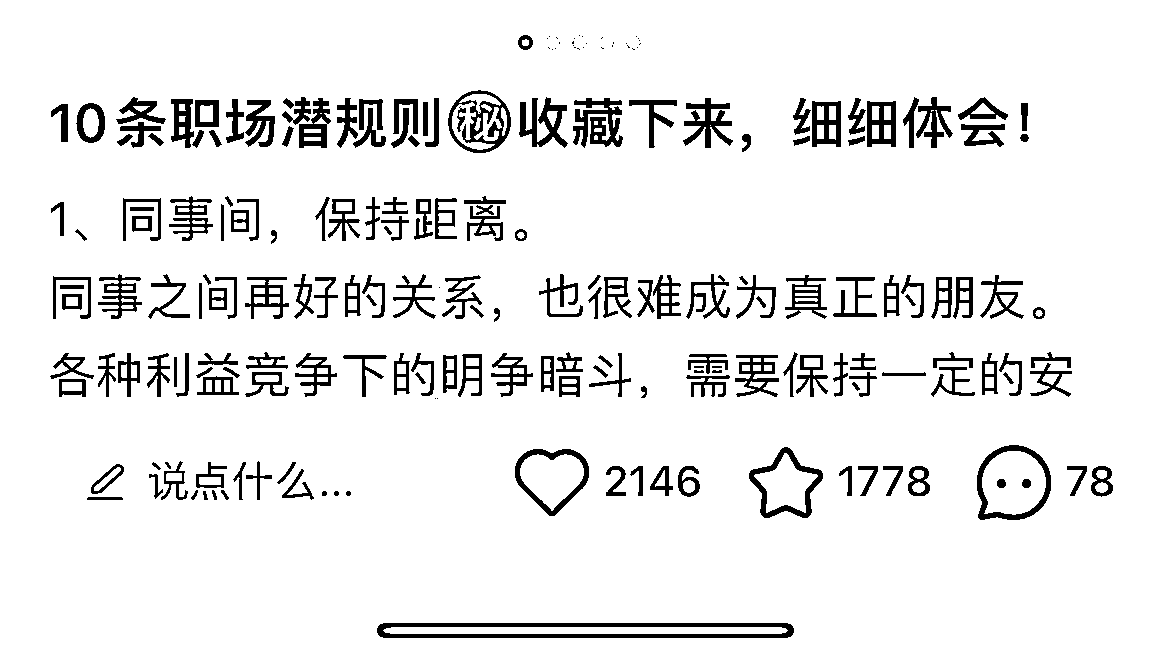 10条职场潜规则㊙收藏下来，细细体会！
1、同事间，保持距离。
同事之间再好的关系，也很难成为真正的朋友。
各种利益竞争下的明争暗斗，需要保持一定的安
说点什么... 2146 1778 78